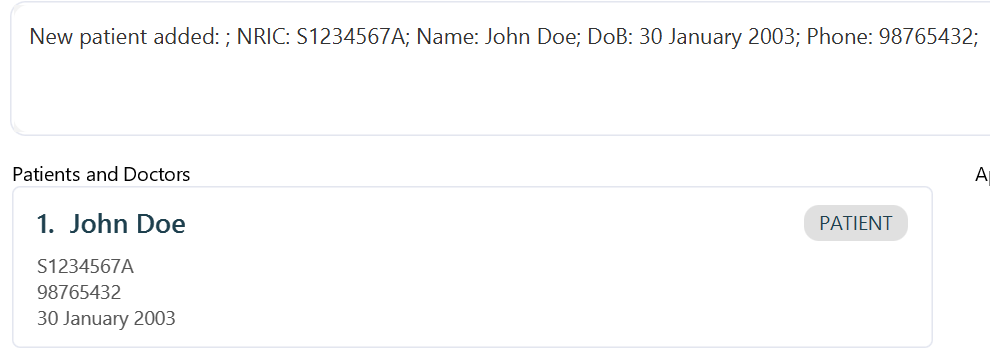 New patient added: ; NRIC: S1234567A; Name: John Doe; DoB: 30 January 2003; Phone: 98765432;
Patients and Doctors
1. John Doe
PATIENT
S1234567A
98765432
30 January 2003